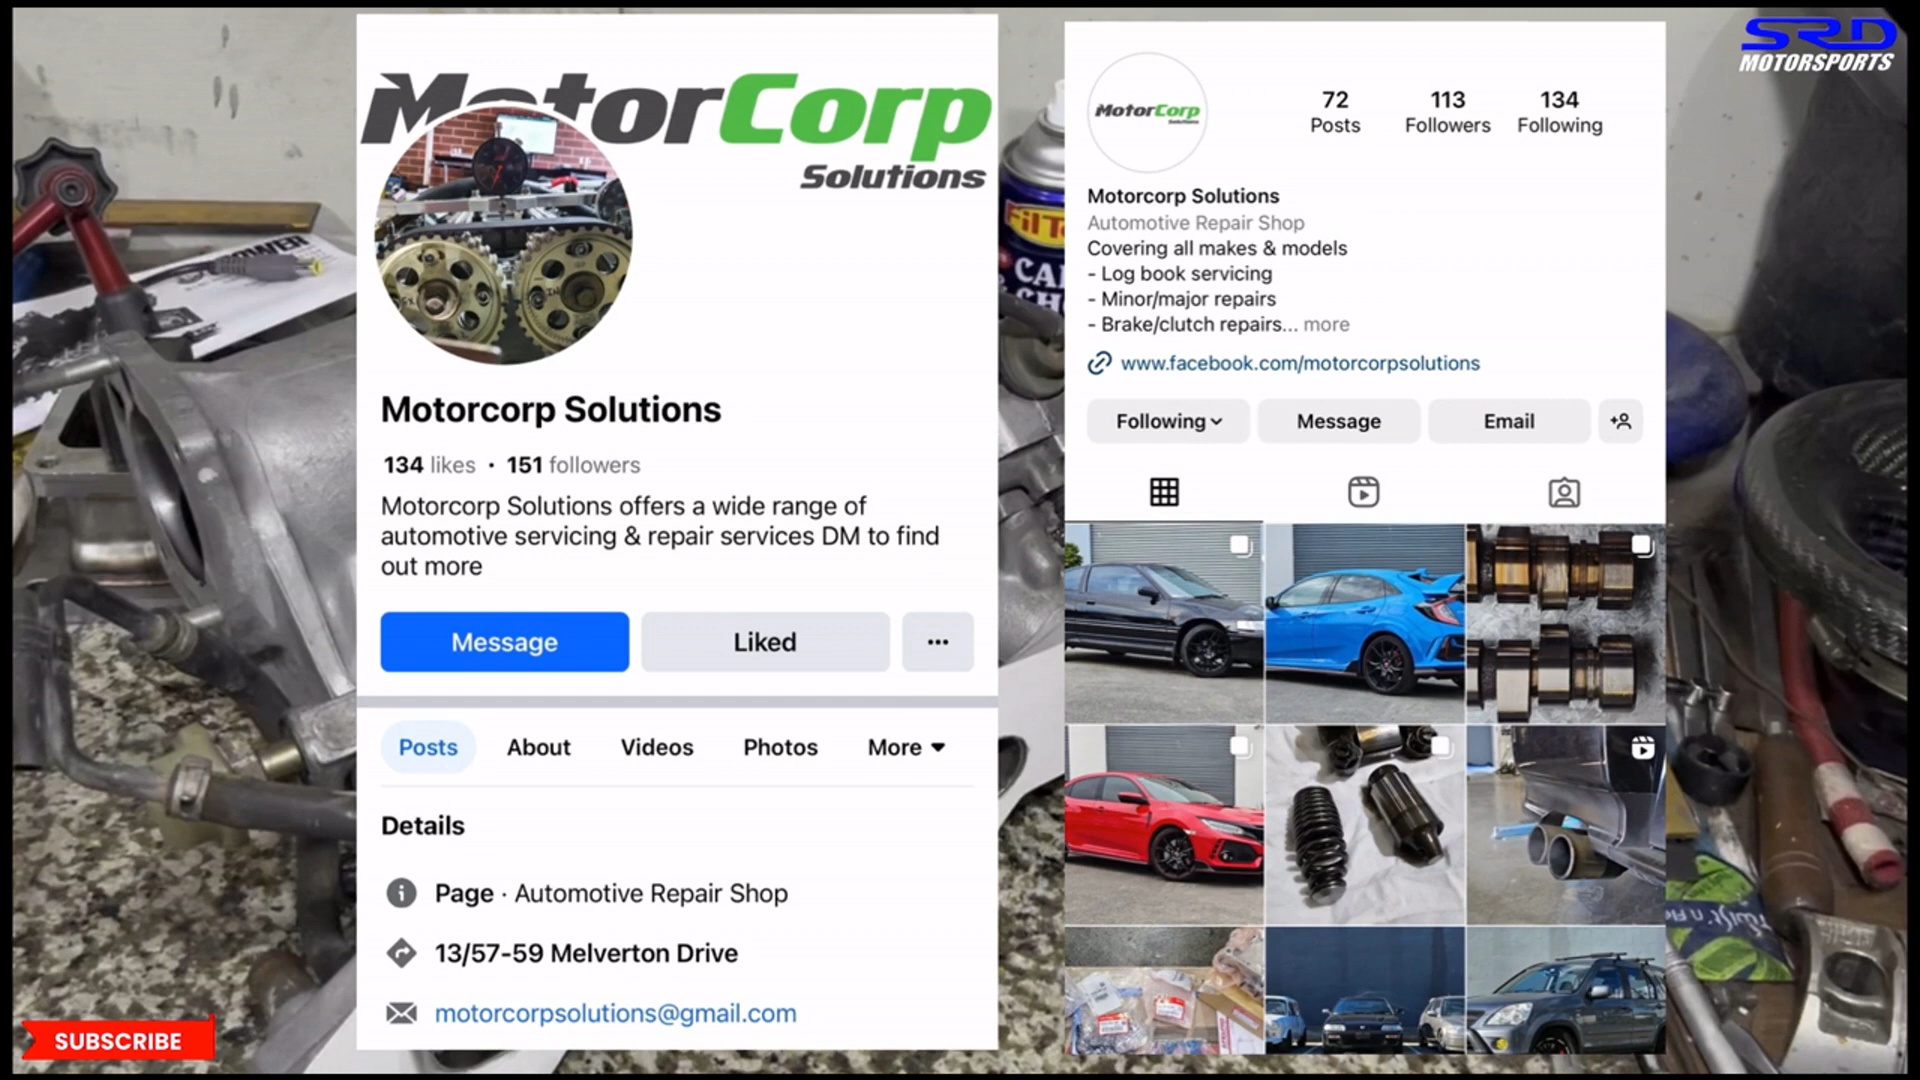 MotorCorp
Solutions
Motorcorp Solutions
134 likes · 151 followers
Motorcorp Solutions offers a wide range of
automotive servicing & repair services DM to find
out more
Message
Liked
...
Posts
About
Videos
Photos
More
Details
Page · Automotive Repair Shop
13/57-59 Melverton Drive
motorcorpsolutions@gmail.com
SUBSCRIBE
MotorCorp
Solutions
72
Posts
113
Followers
134
Following
Motorcorp Solutions
Automotive Repair Shop
Covering all makes & models
- Log book servicing
- Minor/major repairs
- Brake/clutch repairs... more
www.facebook.com/motorcorpsolutions
Following
Message
Email
SRD
MOTORSPORTS